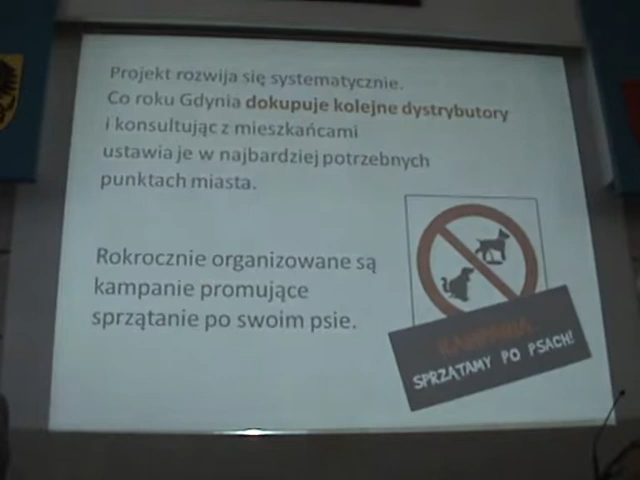 Projekt rozwija się systematycznie.
Co roku Gdynia dokupuje kolejne dystrybutory
i konsultując z mieszkańcami
ustawia je w najbardziej potrzebnych
punktach miasta.
Rokrocznie organizowane są
kampanie promujące
sprzątanie po swoim psie.
KAMPANIA
SPRZĄTAMY PO PSACH!